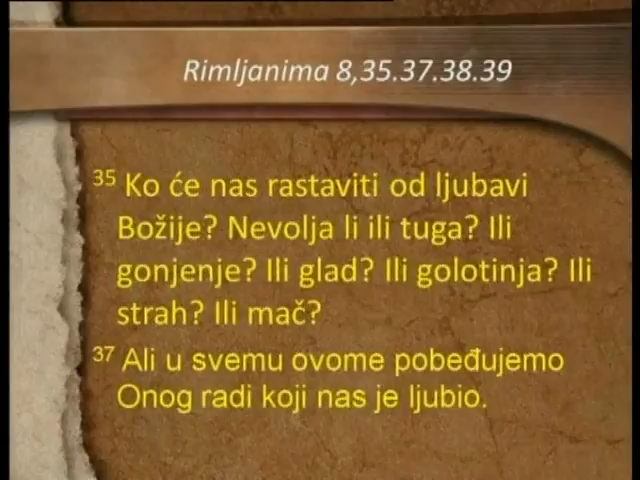 Rimljanima 8,35.37.38.39
35 Ko će nas rastaviti od ljubavi
Božije? Nevolja li ili tuga? Ili
gonjenje? Ili glad? Ili golotinja? Ili
strah? Ili mač?
37 Ali u svemu ovome pobeđujemo
Onog radi koji nas je ljubio.